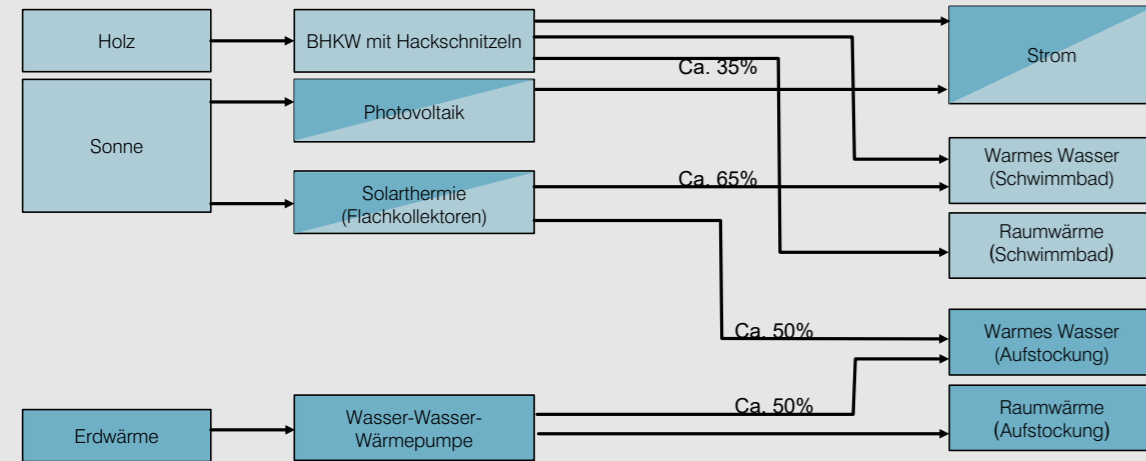 Holz
BHKW mit Hackschnitzeln
Ca. 35%
Strom
Sonne
Photovoltaik
Solarthermie
(Flachkollektoren)
Ca. 65%
Warmes Wasser
(Schwimmbad)
Raumwärme
(Schwimmbad)
Ca. 50%
Warmes Wasser
(Aufstockung)
Erdwärme
Wasser-Wasser-
Wärmepumpe
Ca. 50%
Raumwärme
(Aufstockung)